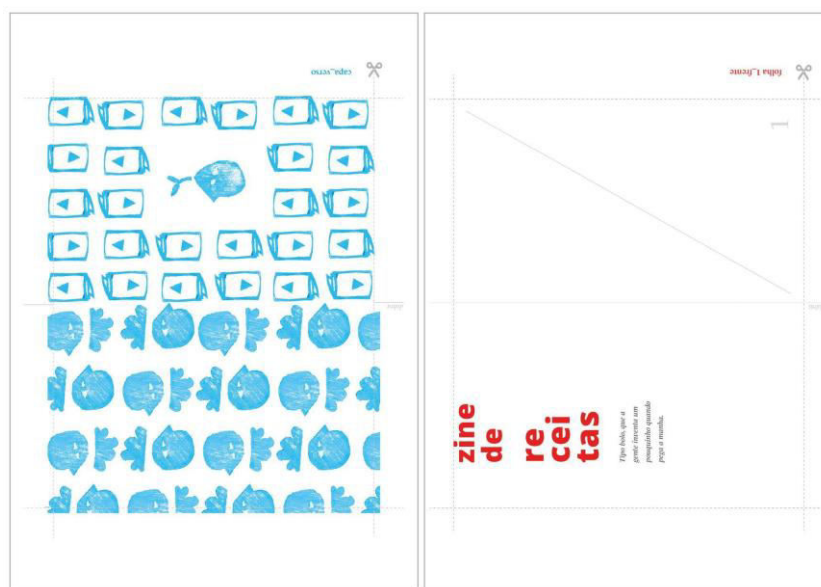 capa_verso
folha 1_frente
1
zine
de
re
cei
tas
Tipo bolo, que a
gente inventa um
pouquinho quando
pega a manha.